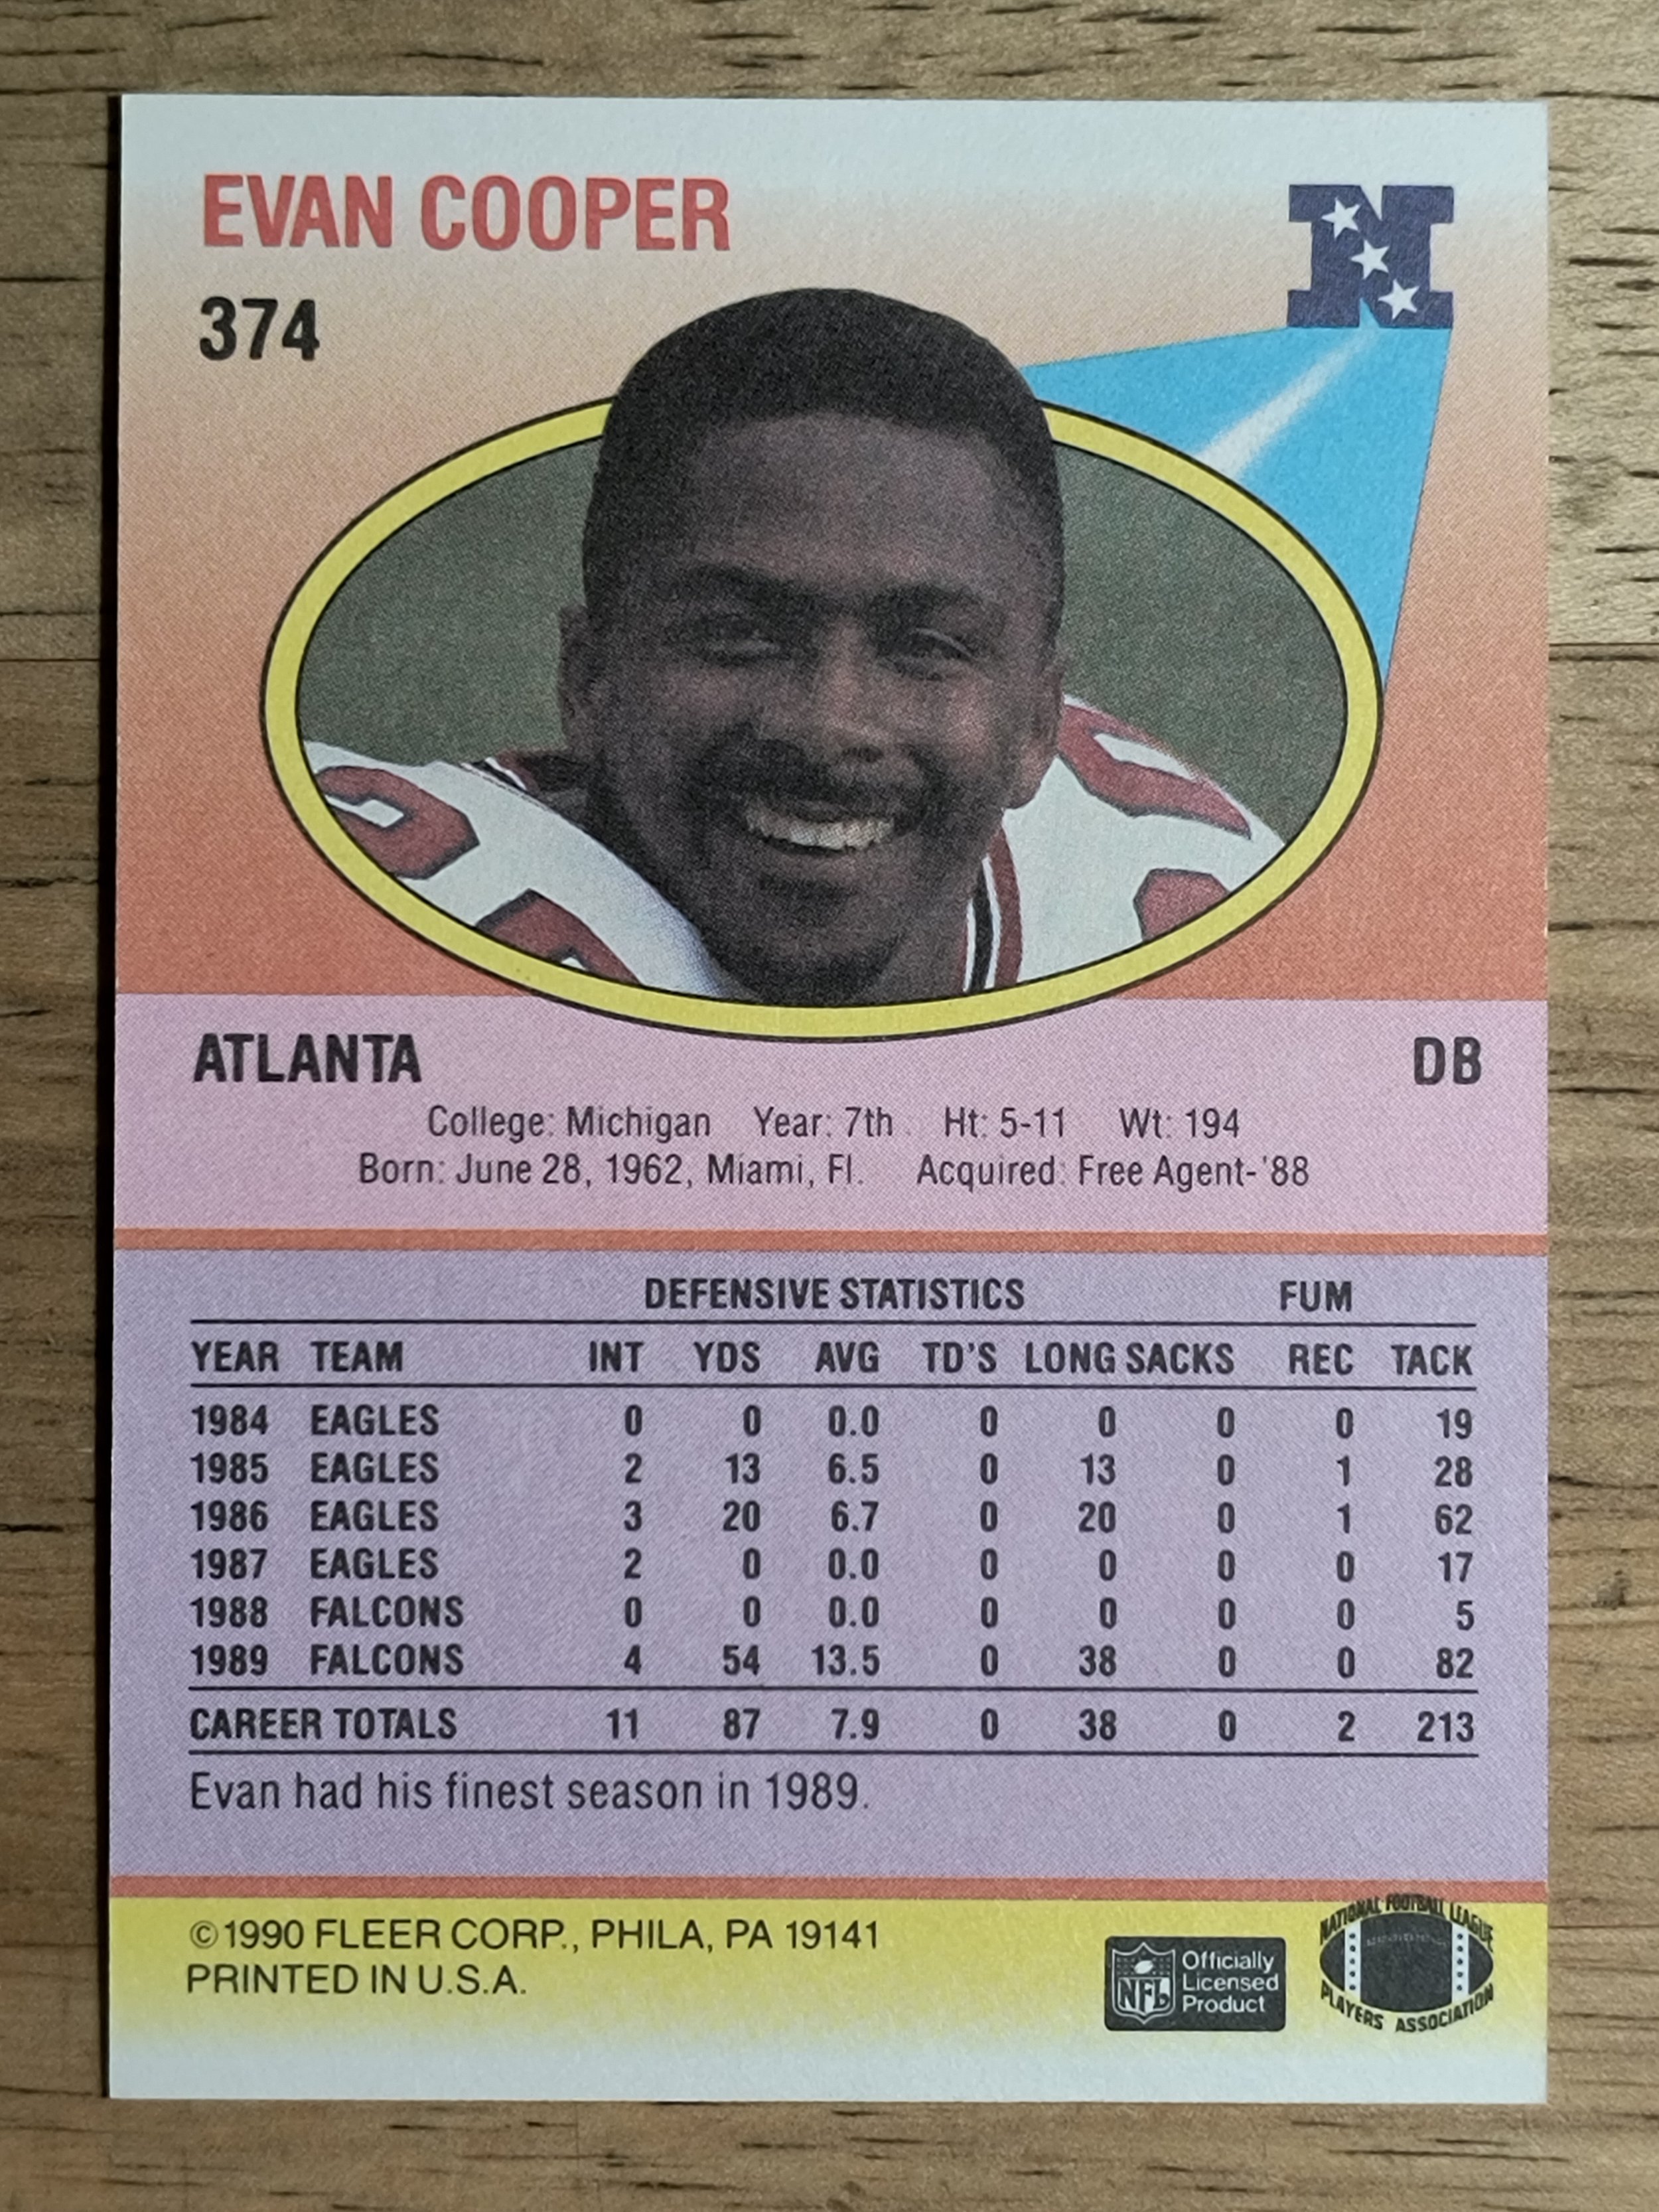 EVAN COOPER
374
N
ATLANTA DB
College: Michigan Year: 7th Ht: 5-11 Wt: 194
Born: June 28, 1962, Miami, Fl. Acquired: Free Agent-'88
DEFENSIVE STATISTICS FUM
YEAR TEAM INT YDS AVG TD'S LONG SACKS REC TACK
1984 EAGLES 0 0 0.0 0 0 0 0 19
1985 EAGLES 2 13 6.5 0 13 0 1 28
1986 EAGLES 3 20 6.7 0 20 0 1 62
1987 EAGLES 2 0 0.0 0 0 0 0 17
1988 FALCONS 0 0 0.0 0 0 0 0 5
1989 FALCONS 4 54 13.5 0 38 0 0 82
CAREER TOTALS 11 87 7.9 0 38 0 2 213
Evan had his finest season in 1989.
©1990 FLEER CORP., PHILA, PA 19141
PRINTED IN U.S.A.
NFL
Officially
Licensed
Product
NATIONAL FOOTBALL LEAGUE
PLAYERS ASSOCIATION